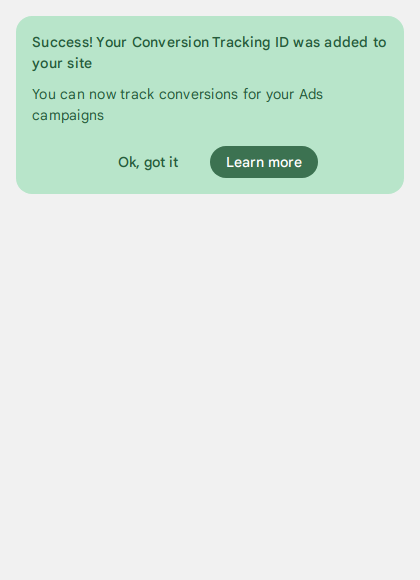 Success! Your Conversion Tracking ID was added to
your site
You can now track conversions for your Ads
campaigns
Ok, got it
Learn more